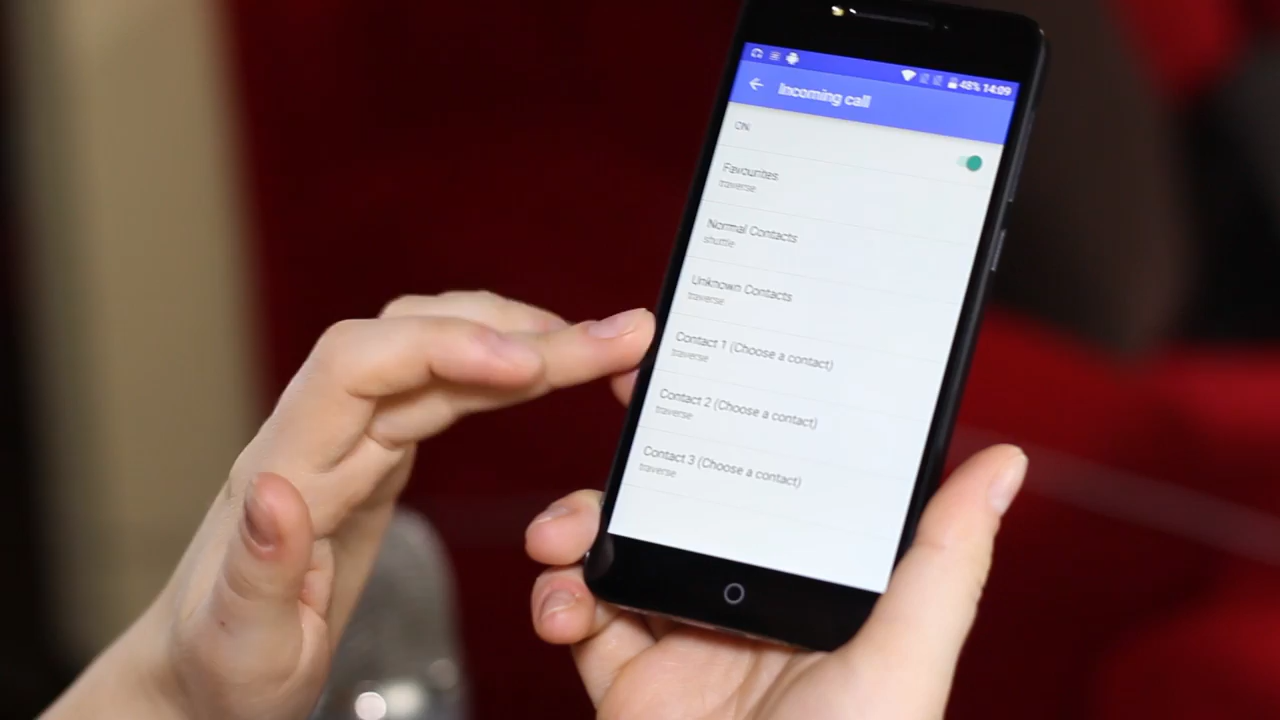 48% 14:09
Incoming call
ON
Favourites
traverse
Normal Contacts
shuttle
Unknown Contacts
traverse
Contact 1 (Choose a contact)
traverse
Contact 2 (Choose a contact)
traverse
Contact 3 (Choose a contact)
traverse